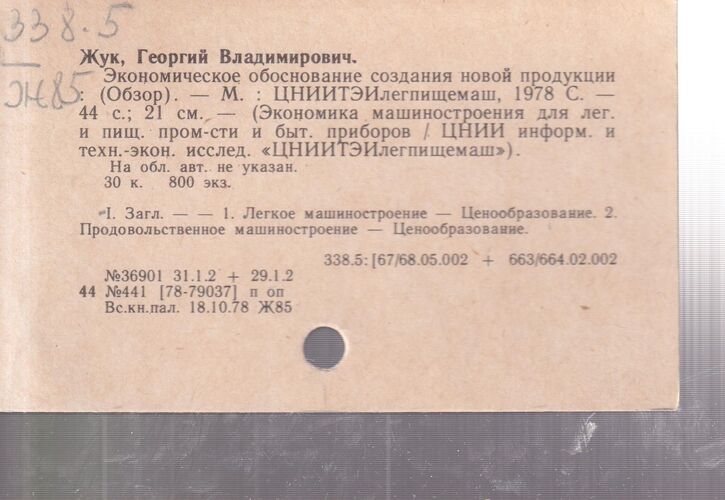 338.5
Ж85
Жук, Георгий Владимирович.
Экономическое обоснование создания новой продукции
: (Обзор). — М. : ЦНИИТЭИлегпищемаш, 1978 С. —
44 с.; 21 см. — (Экономика машиностроения для лег.
и пищ. пром-сти и быт. приборов / ЦНИИ информ. и
техн.-экон. исслед. «ЦНИИТЭИлегпищемаш»).
На обл. авт. не указан.
30 к. 800 экз.
I. Загл. — — 1. Легкое машиностроение — Ценообразование. 2.
Продовольственное машиностроение — Ценообразование.
338.5:[67/68.05.002 + 663/664.02.002
№36901 31.1.2 + 29.1.2
44 №441 [78-79037] п оп
Вс.кн.пал. 18.10.78 Ж85